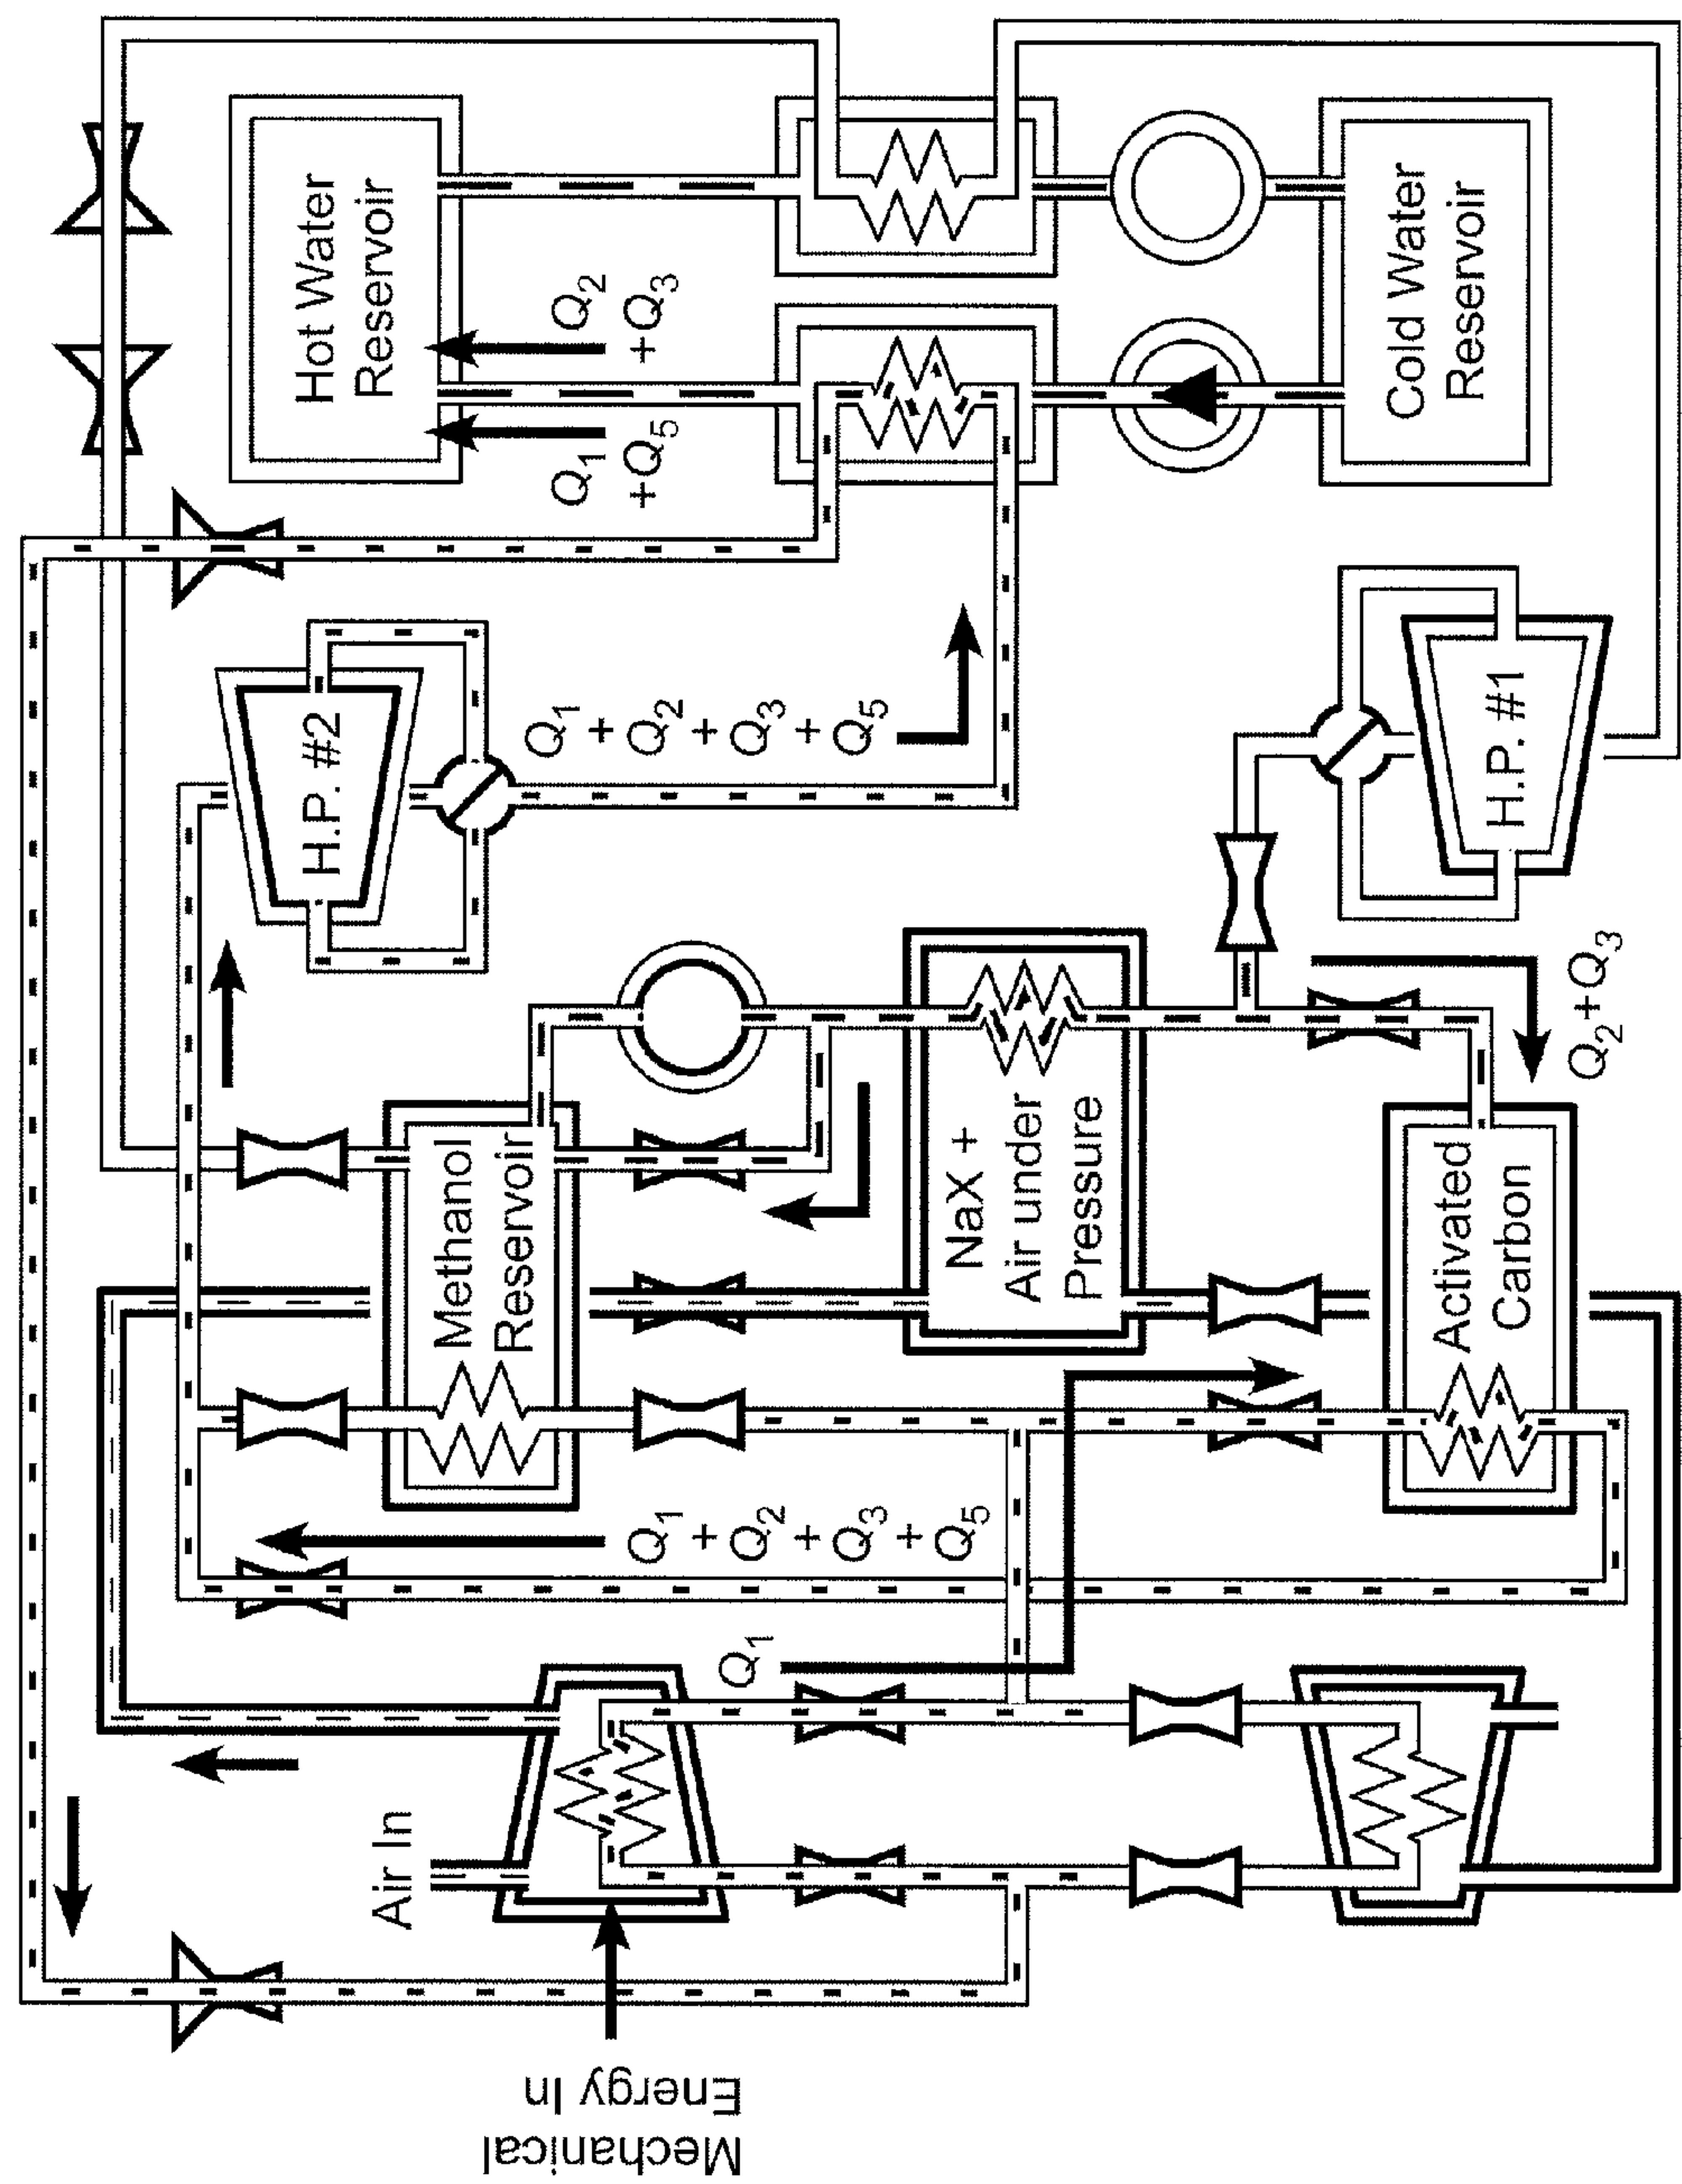 Hot Water
Reservoir
Q₂
+Q₃
Q₁
+Q₅
Cold Water
Reservoir
H.P. #2
Q₁ + Q₂ + Q₃ + Q₅
H.P. #1
Q₂+Q₃
Methanol
Reservoir
NaX +
Air under
Pressure
Activated
Carbon
Q₁ + Q₂ + Q₃ + Q₅
Q₁
Air In
Mechanical
Energy In